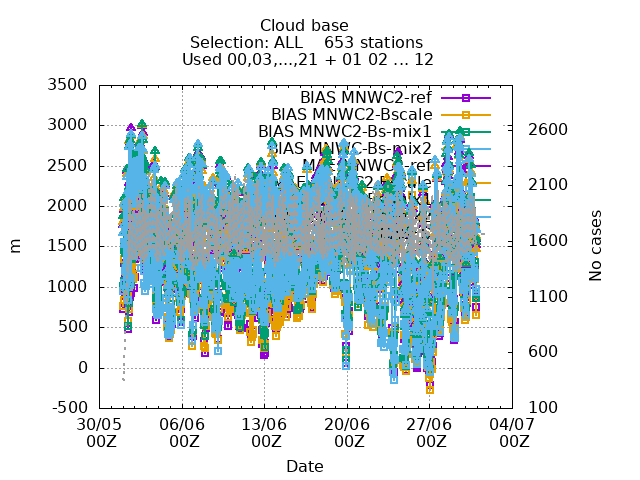 Cloud base
Selection: ALL    653 stations
Used 00,03,...,21 + 01 02 ... 12
BIAS MNWC2-ref
BIAS MNWC2-Bscale
BIAS MNWC2-Bs-mix1
BIAS MNWC-Bs-mix2
3500
3000
2500
2000
1500
1000
500
0
-500
m
2600
2100
1600
1100
600
100
No cases
30/05 00Z
06/06 00Z
13/06 00Z
20/06 00Z
27/06 00Z
04/07 00Z
Date